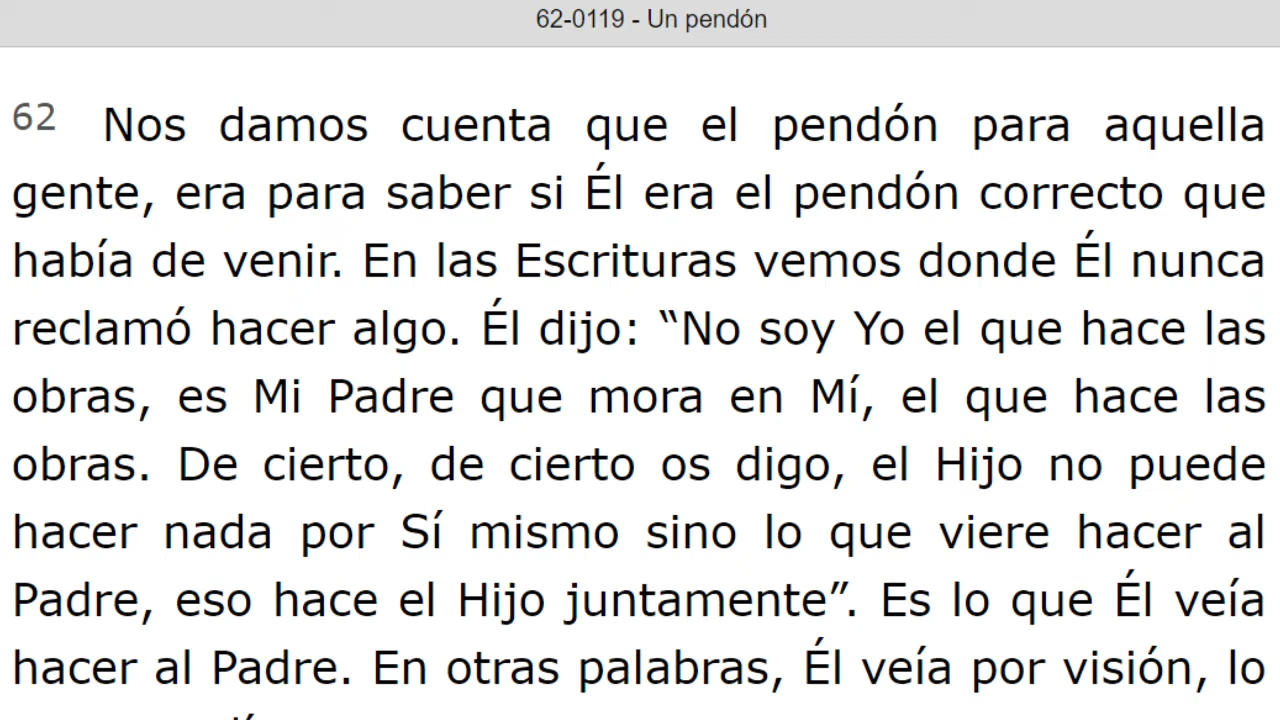 62-0119 - Un pendón
62 Nos damos cuenta que el pendón para aquella
gente, era para saber si Él era el pendón correcto que
había de venir. En las Escrituras vemos donde Él nunca
reclamó hacer algo. Él dijo: “No soy Yo el que hace las
obras, es Mi Padre que mora en Mí, el que hace las
obras. De cierto, de cierto os digo, el Hijo no puede
hacer nada por Sí mismo sino lo que viere hacer al
Padre, eso hace el Hijo juntamente”. Es lo que Él veía
hacer al Padre. En otras palabras, Él veía por visión, lo